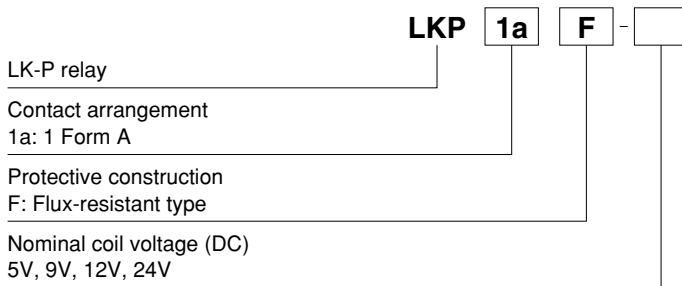 LKP 1a F -
LK-P relay
Contact arrangement
1a: 1 Form A
Protective construction
F: Flux-resistant type
Nominal coil voltage (DC)
5V, 9V, 12V, 24V